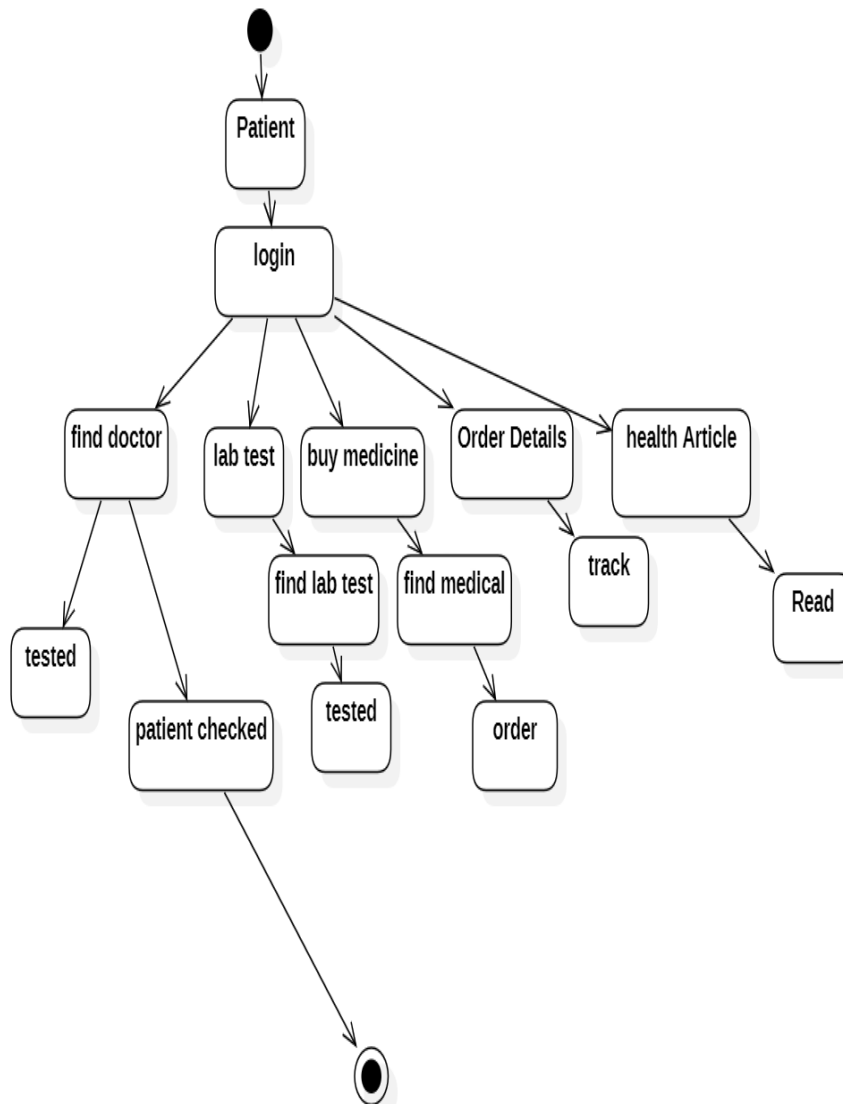 Patient
login
find doctor
lab test
buy medicine
Order Details
health Article
find lab test
find medical
track
Read
tested
patient checked
tested
order